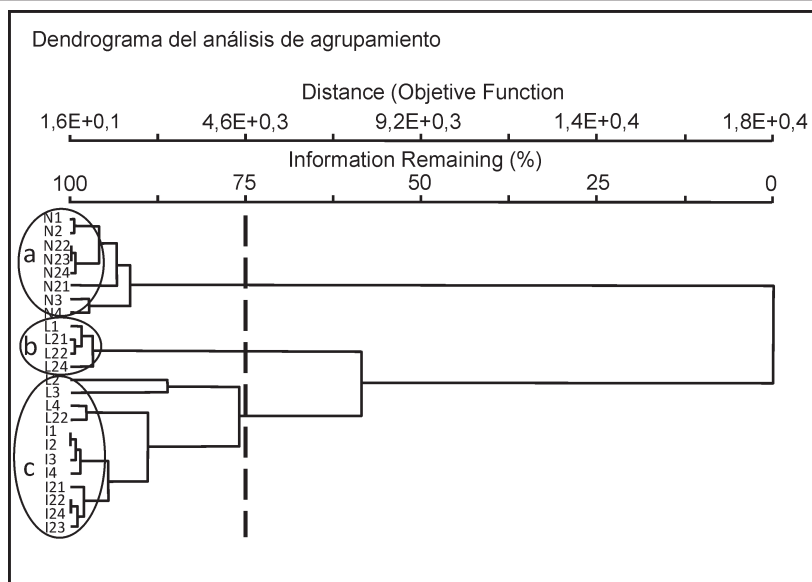 Dendrograma del análisis de agrupamiento
Distance (Objetive Function
1,6E+0,1 4,6E+0,3 9,2E+0,3 1,4E+0,4 1,8E+0,4
Information Remaining (%)
100 75 50 25 0
N1
N2
N22
a N23
N24
N21
N3
N4
L1
b L21
L22
L24
L2
L3
L4
L22
I1
I2
c I3
I4
I21
I22
I24
I23